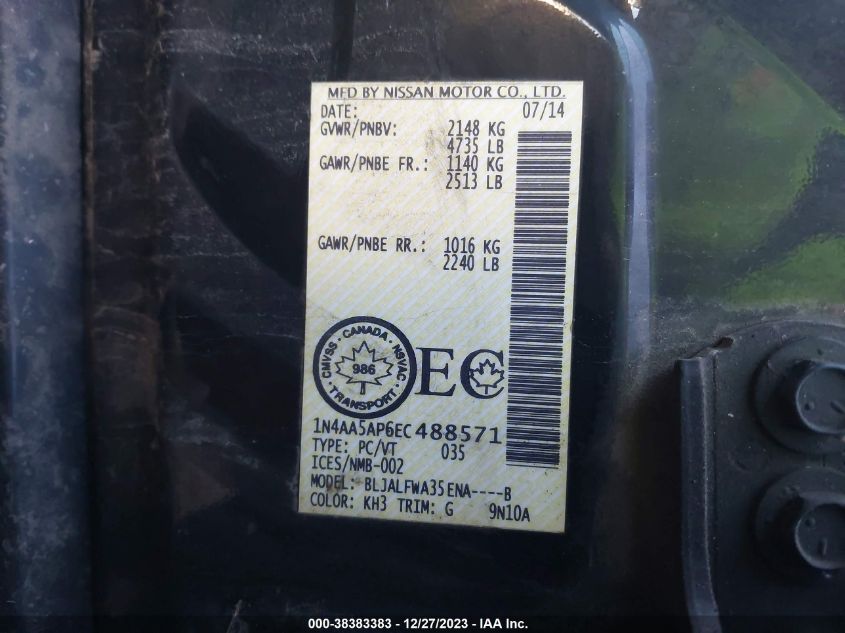 MFD BY NISSAN MOTOR CO., LTD.
DATE: 07/14
GVWR/PNBV: 2148 KG
4735 LB
GAWR/PNBE FR.: 1140 KG
2513 LB
GAWR/PNBE RR.: 1016 KG
2240 LB
CMVSS · CANADA · NSVAC
986
TRANSPORT
EC
1N4AA5AP6EC488571
TYPE: PC/VT 035
ICES/NMB-002
MODEL: BLJALFWA35ENA----B
COLOR: KH3 TRIM: G 9N10A
000-38383383 - 12/27/2023 - IAA Inc.